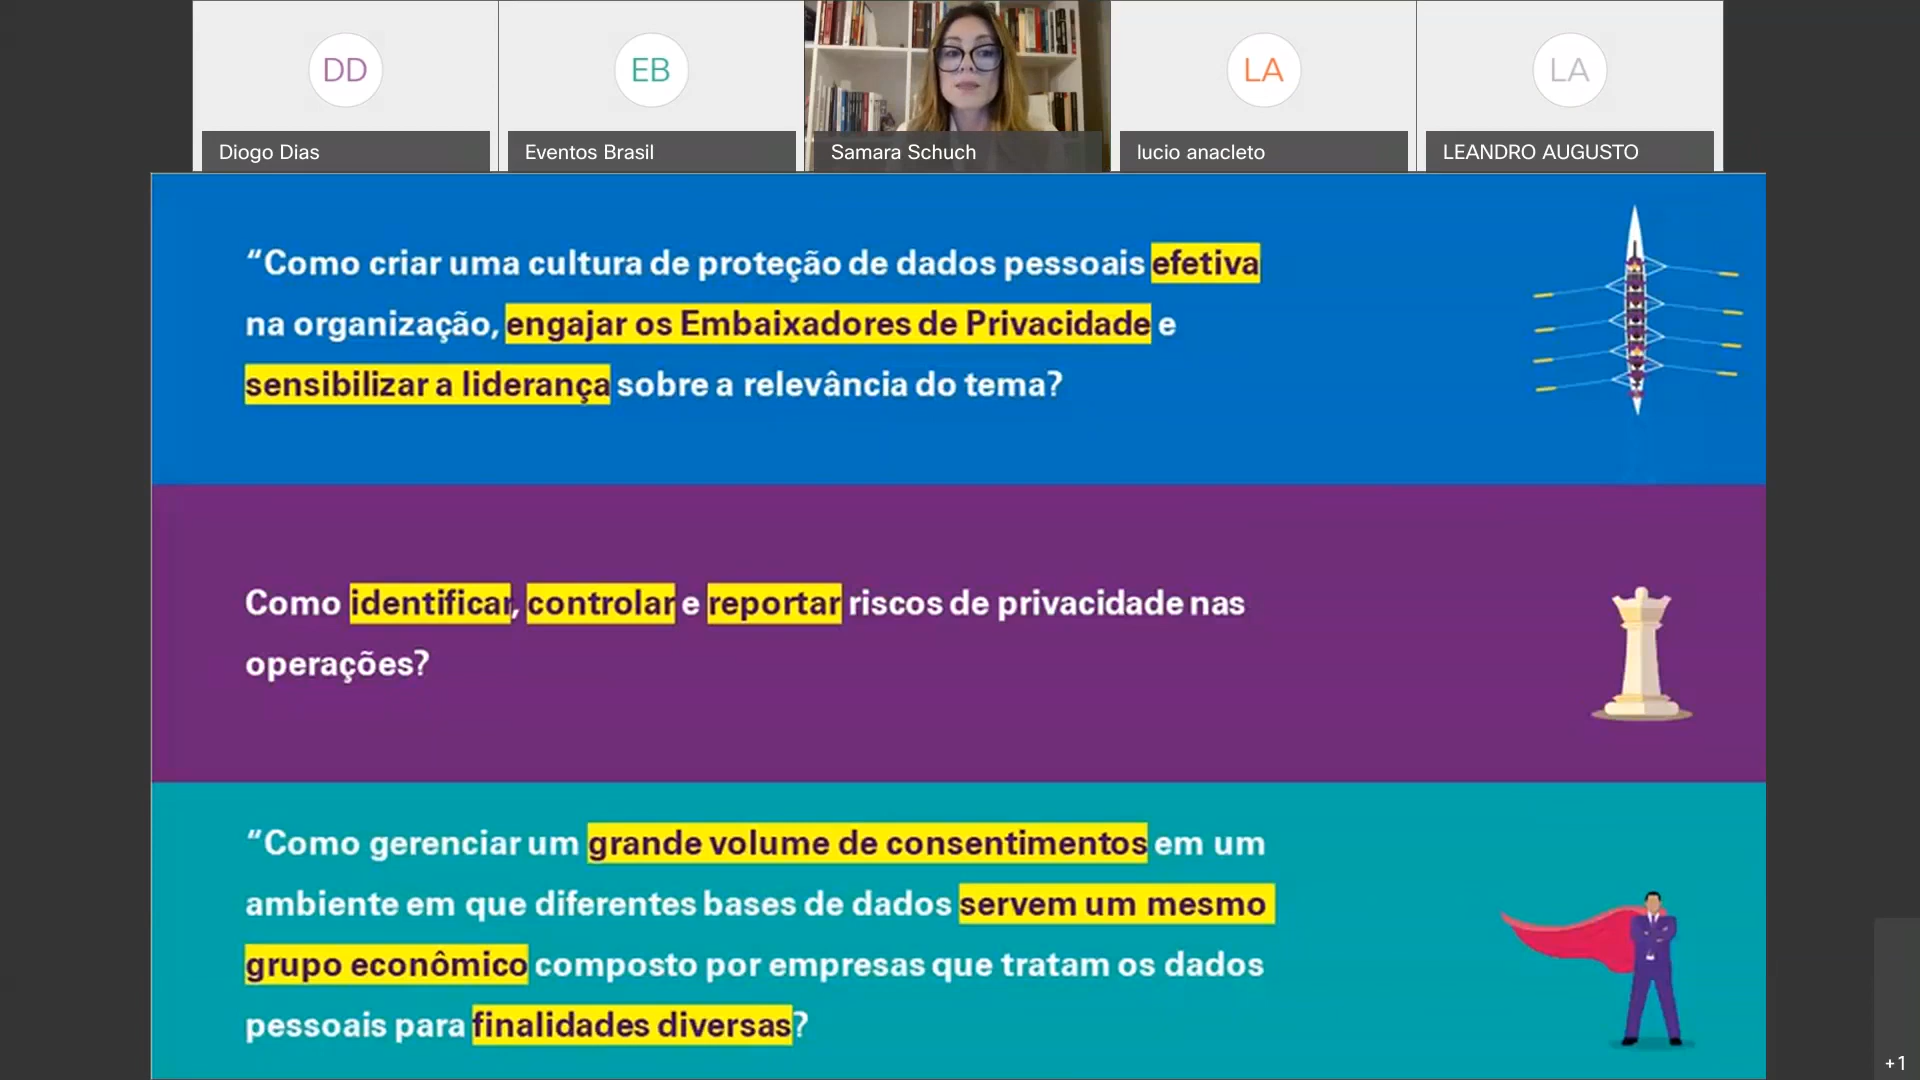 DD
EB
LA
LA
Diogo Dias
Eventos Brasil
Samara Schuch
lucio anacleto
LEANDRO AUGUSTO
“Como criar uma cultura de proteção de dados pessoais efetiva
na organização, engajar os Embaixadores de Privacidade e
sensibilizar a liderança sobre a relevância do tema?
Como identificar, controlar e reportar riscos de privacidade nas
operações?
“Como gerenciar um grande volume de consentimentos em um
ambiente em que diferentes bases de dados servem um mesmo
grupo econômico composto por empresas que tratam os dados
pessoais para finalidades diversas?
+1